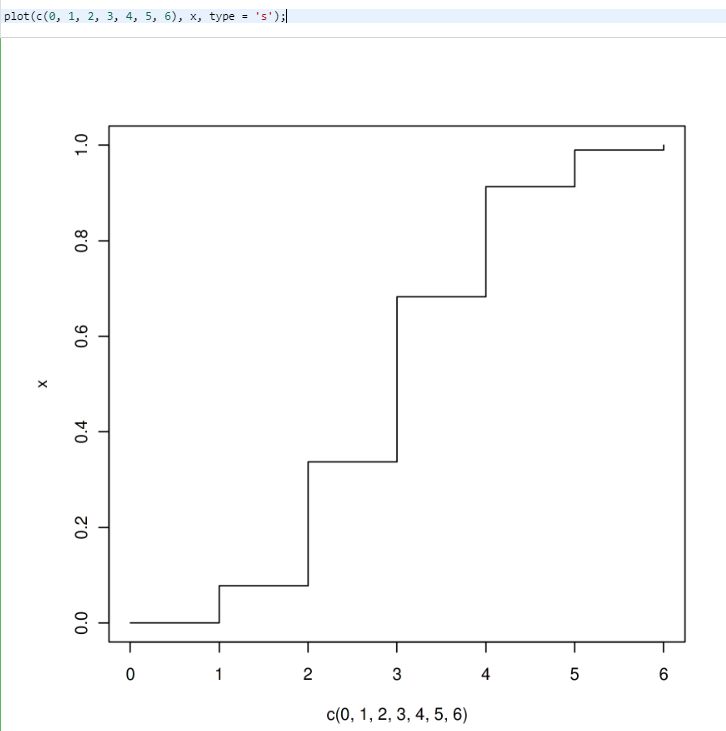 plot(c(0, 1, 2, 3, 4, 5, 6), x, type = 's');
1.0
0.8
0.6
x
0.4
0.2
0.0
0 1 2 3 4 5 6
c(0, 1, 2, 3, 4, 5, 6)